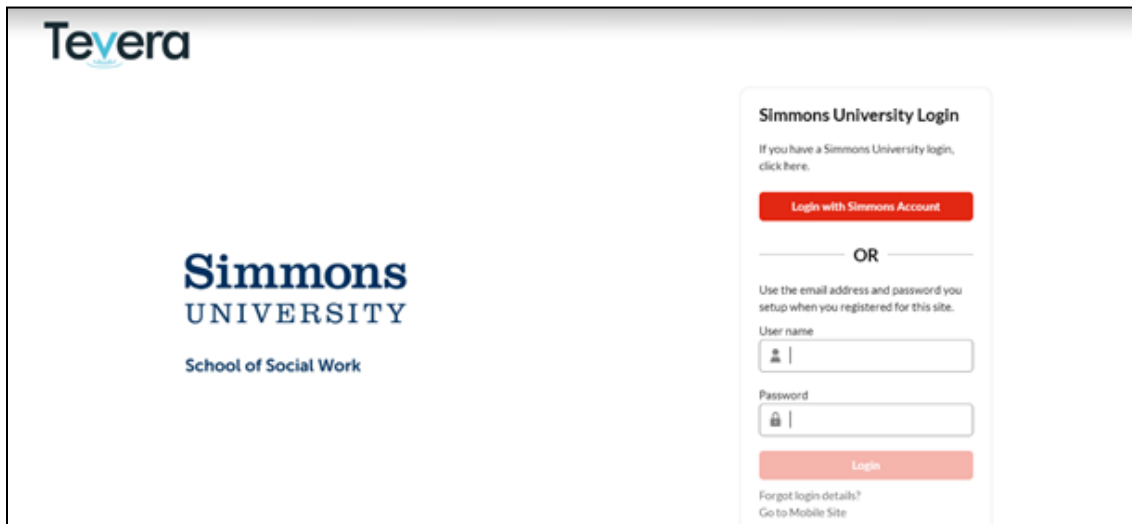 Tevera
Simmons
UNIVERSITY
School of Social Work
Simmons University Login
If you have a Simmons University login,
click here.
Login with Simmons Account
OR
Use the email address and password you
setup when you registered for this site.
User name
Password
Login
Forgot login details?
Go to Mobile Site